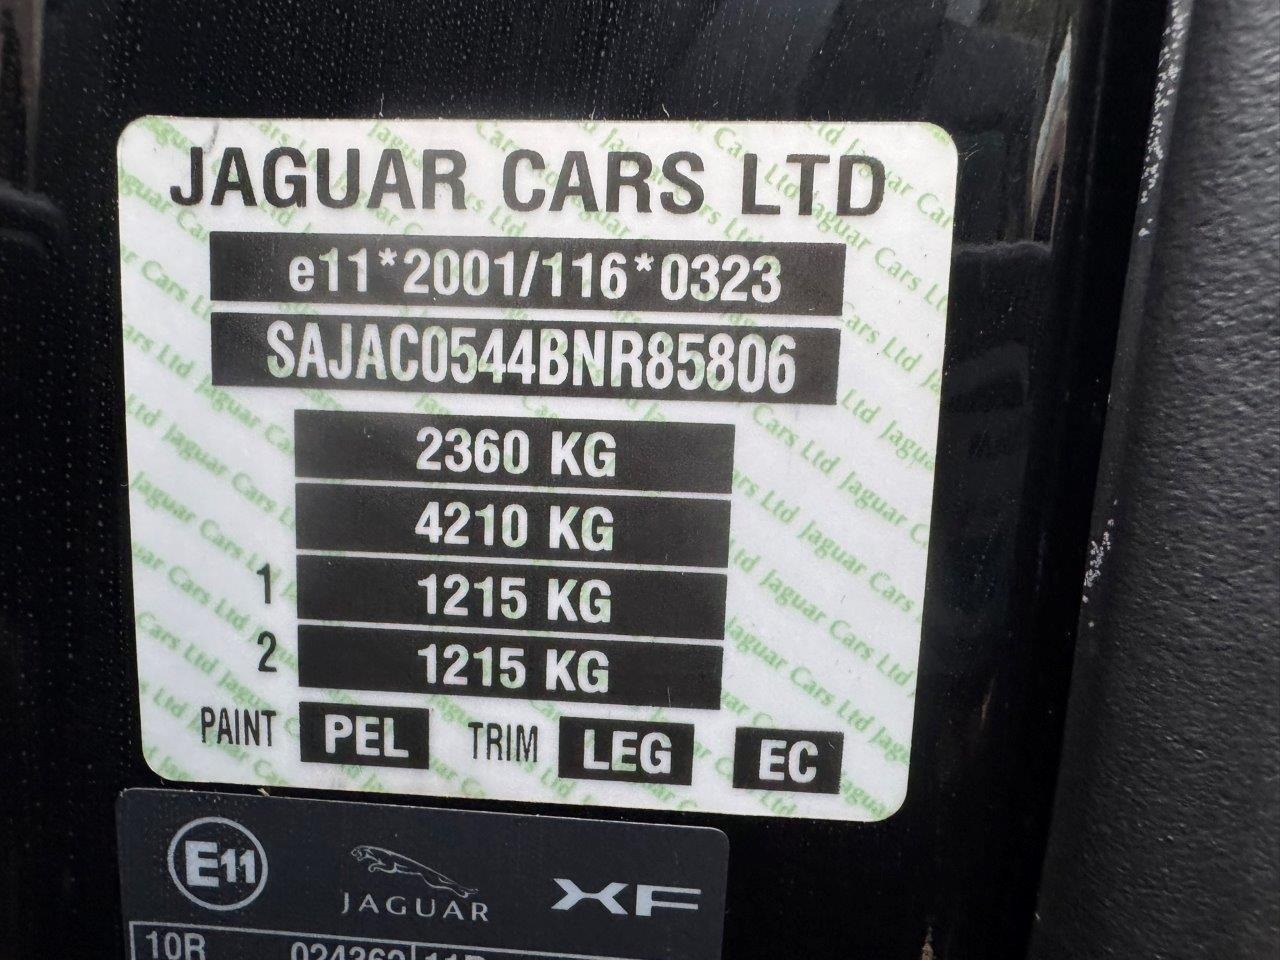 JAGUAR CARS LTD
e11*2001/116*0323
SAJAC0544BNR85806
2360 KG
4210 KG
1 1215 KG
2 1215 KG
PAINT PEL TRIM LEG EC
E11 JAGUAR XF
10R 024362